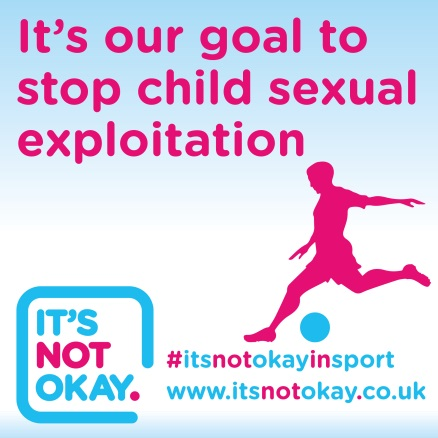 It's our goal to
stop child sexual
exploitation
IT'S
NOT
OKAY.
#itsnotokayinsport
www.itsnotokay.co.uk